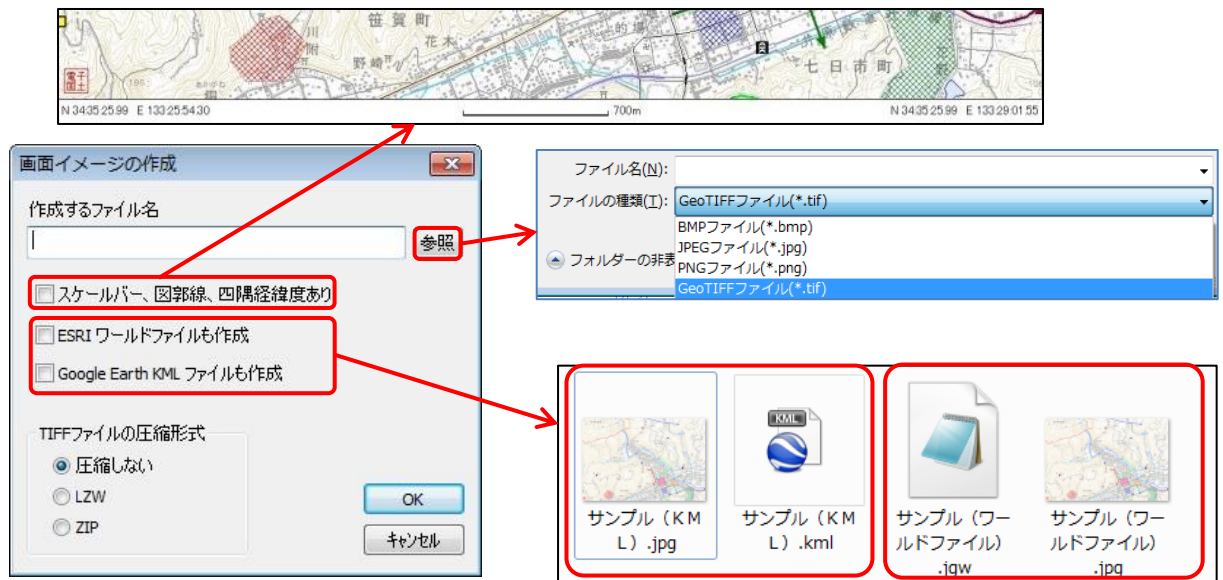 笹賀町
川附
花木
野崎
的場
七日市町
電子国土
N 34 35 25.99 E 133 25 54.30
700m
N 34 35 25.99 E 133 29 01.55
画面イメージの作成
作成するファイル名
参照
スケールバー、図郭線、四隅経緯度あり
ESRI ワールドファイルも作成
Google Earth KML ファイルも作成
TIFFファイルの圧縮形式
圧縮しない
LZW
ZIP
OK
キャンセル
ファイル名(N):
ファイルの種類(T): GeoTIFFファイル(*.tif)
BMPファイル(*.bmp)
JPEGファイル(*.jpg)
PNGファイル(*.png)
GeoTIFFファイル(*.tif)
フォルダーの非表
KML
サンプル（KM
L）.jpg
サンプル（KM
L）.kml
サンプル（ワー
ルドファイル）
.jgw
サンプル（ワー
ルドファイル）
.jpg